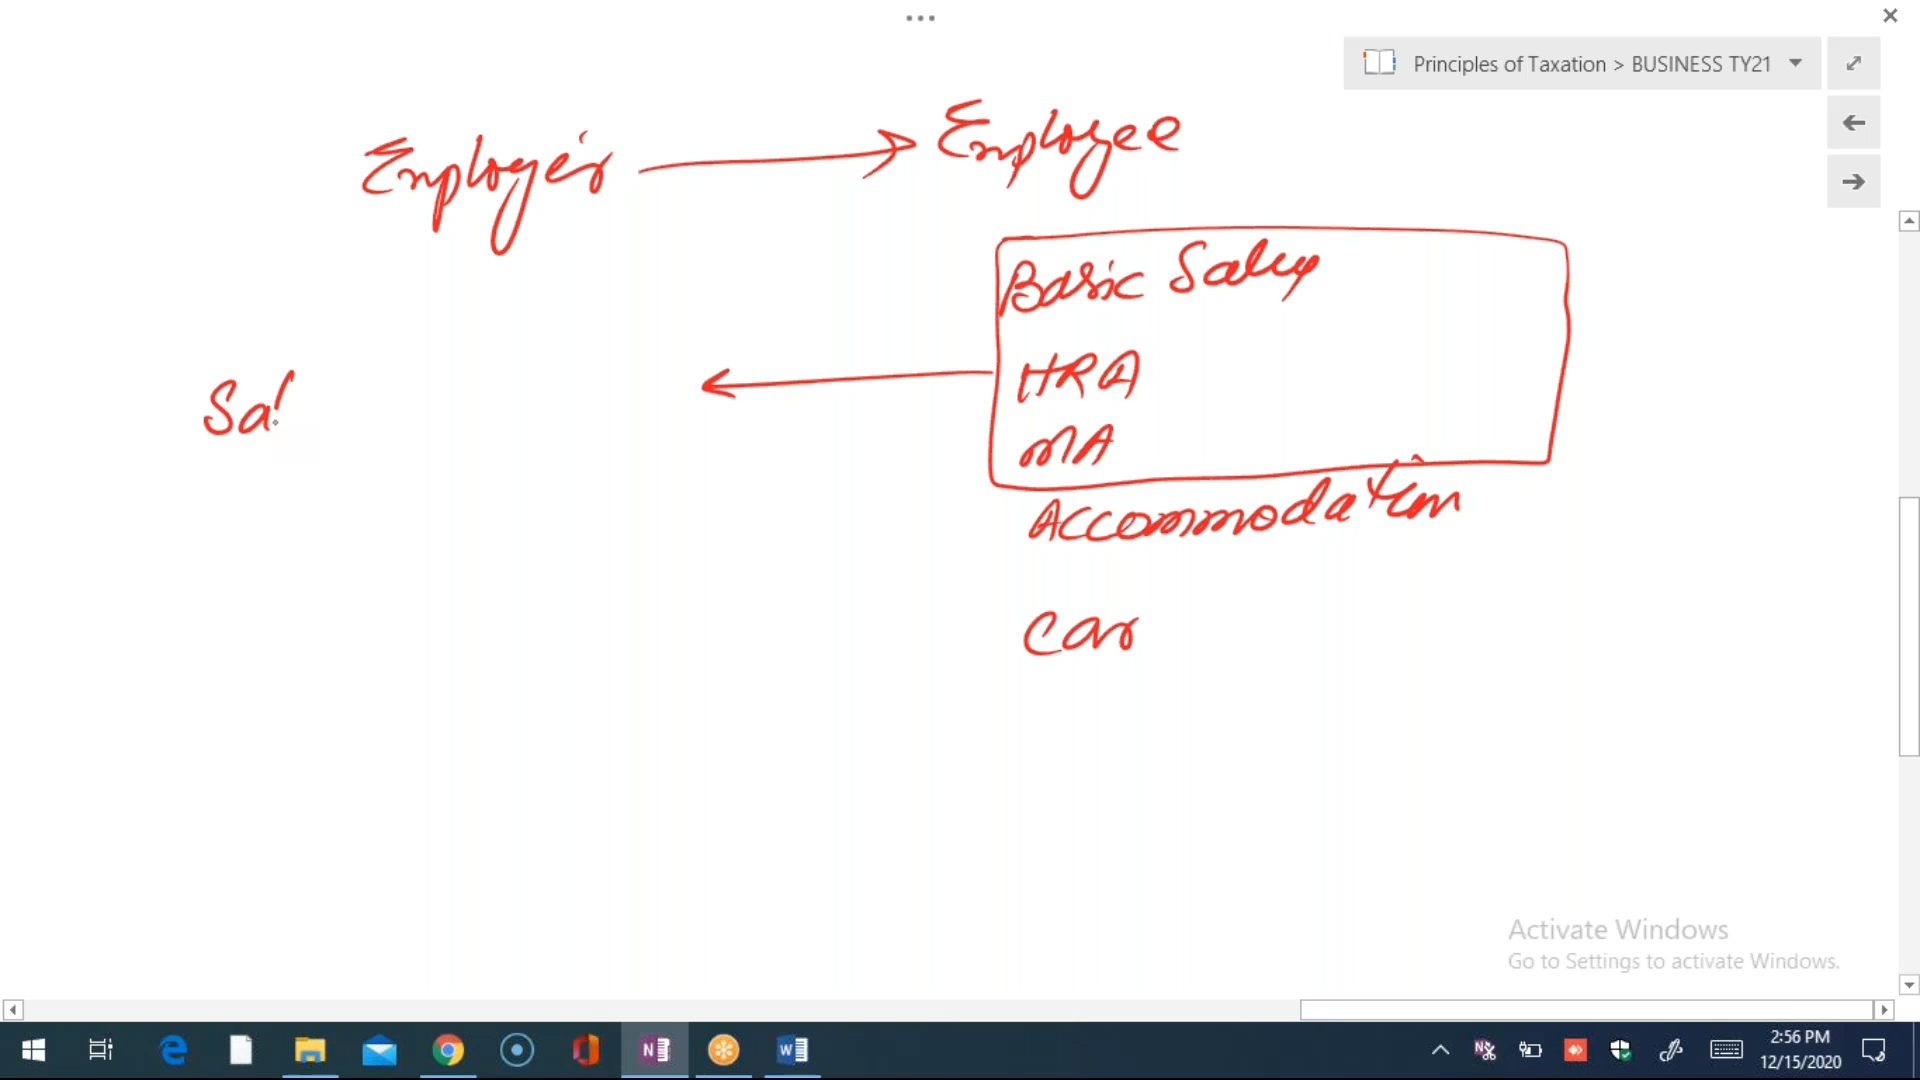 Principles of Taxation > BUSINESS TY21
Employer
Employee
Basic Salary
HRA
Sal
MA
Accommodation
Car
Activate Windows
Go to Settings to activate Windows.
2:56 PM
12/15/2020